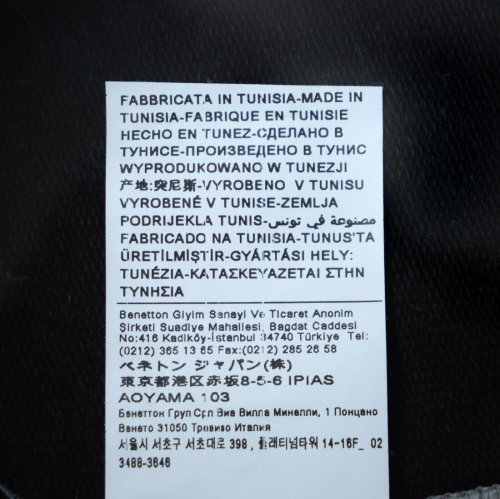 FABBRICATA IN TUNISIA-MADE IN
TUNISIA-FABRIQUE EN TUNISIE
HECHO EN TUNEZ-СДЕЛАНО В
ТУНИСЕ-ПРОИЗВЕДЕНО В ТУНИС
WYPRODUKOWANO W TUNEZJI
产地:突尼斯-VYROBENO V TUNISU
VYROBENÉ V TUNISE-ZEMLJA
PODRIJEKLA TUNIS-مصنوعة في تونس
FABRICADO NA TUNISIA-TUNUS'TA
ÜRETİLMİŞTİR-GYÁRTÁSI HELY:
TUNÉZIA-ΚΑΤΑΣΚΕΥΑΖΕΤΑΙ ΣΤΗΝ
ΤΥΝΗΣΙΑ
Benetton Giyim Sanayi Ve Ticaret Anonim
Şirketi Suadiye Mahallesi; Bagdat Caddesi
No:416 Kadiköy-İstanbul 34740 Türkiye Tel:
(0212) 365 13 65 Fax:(0212) 285 26 58
ベネトン ジャパン(株)
東京都港区赤坂8-5-6 IPIAS
AOYAMA 103
Бенеттон Груп Срл Виа Вилла Минелли, 1 Понцано
Венето 31050 Тревизо Италия
서울시 서초구 서초대로 398, 플래티넘타워 14-16F_ 02
3488-3646